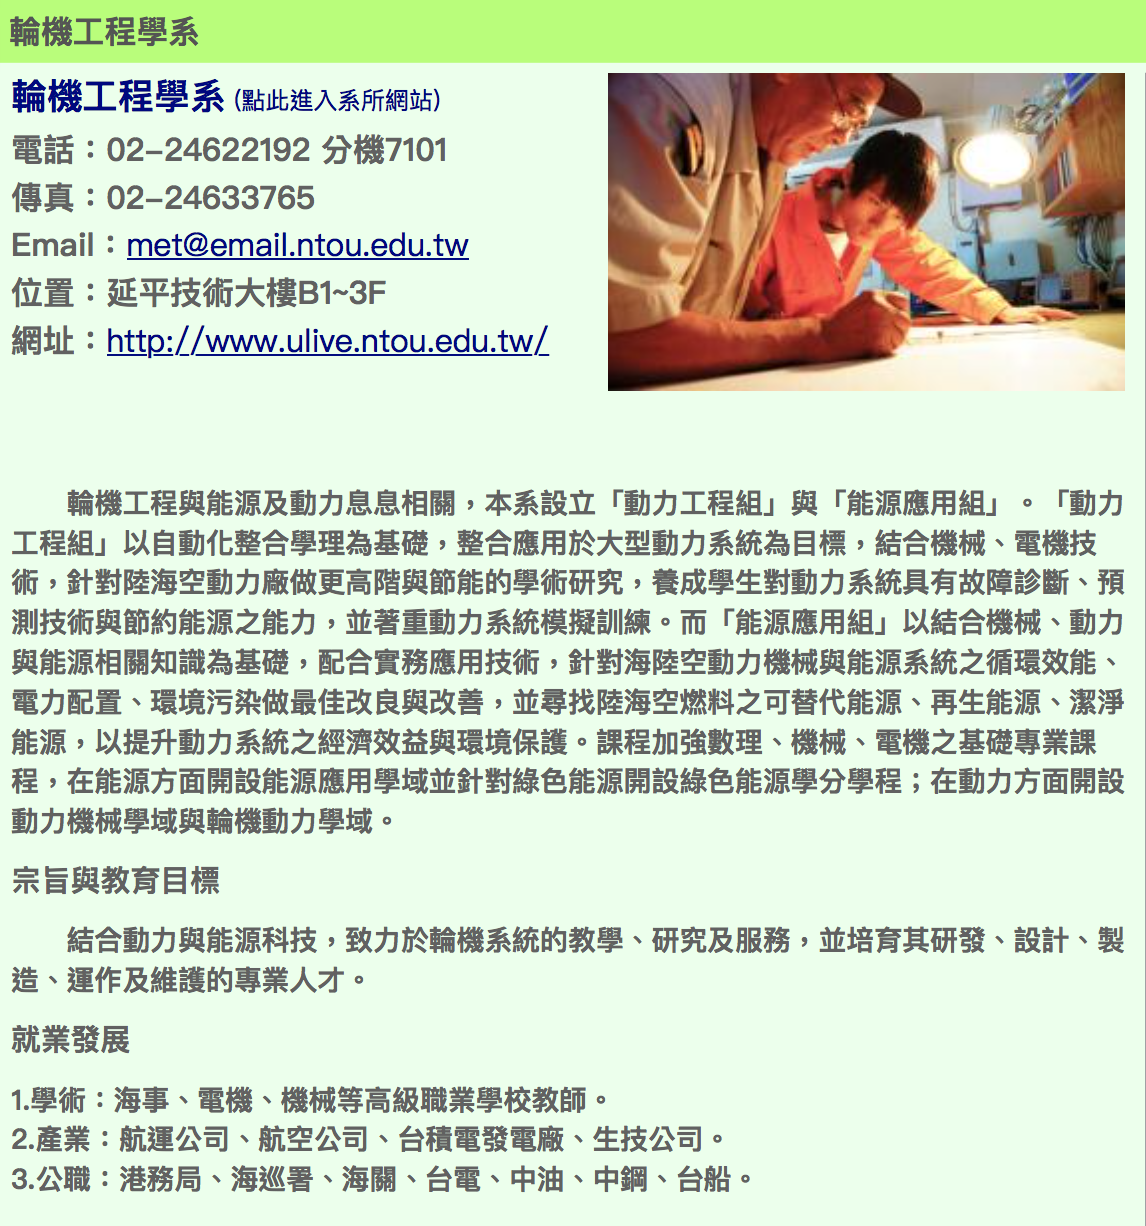 輪機工程學系
輪機工程學系 (點此進入系所網站)
電話：02-24622192 分機7101
傳真：02-24633765
Email：met@email.ntou.edu.tw
位置：延平技術大樓B1~3F
網址：http://www.ulive.ntou.edu.tw/
輪機工程與能源及動力息息相關，本系設立「動力工程組」與「能源應用組」。「動力
工程組」以自動化整合學理為基礎，整合應用於大型動力系統為目標，結合機械、電機技
術，針對陸海空動力廠做更高階與節能的學術研究，養成學生對動力系統具有故障診斷、預
測技術與節約能源之能力，並著重動力系統模擬訓練。而「能源應用組」以結合機械、動力
與能源相關知識為基礎，配合實務應用技術，針對海陸空動力機械與能源系統之循環效能、
電力配置、環境污染做最佳改良與改善，並尋找陸海空燃料之可替代能源、再生能源、潔淨
能源，以提升動力系統之經濟效益與環境保護。課程加強數理、機械、電機之基礎專業課
程，在能源方面開設能源應用學域並針對綠色能源開設綠色能源學分學程；在動力方面開設
動力機械學域與輪機動力學域。
宗旨與教育目標
結合動力與能源科技，致力於輪機系統的教學、研究及服務，並培育其研發、設計、製
造、運作及維護的專業人才。
就業發展
1.學術：海事、電機、機械等高級職業學校教師。
2.產業：航運公司、航空公司、台積電發電廠、生技公司。
3.公職：港務局、海巡署、海關、台電、中油、中鋼、台船。